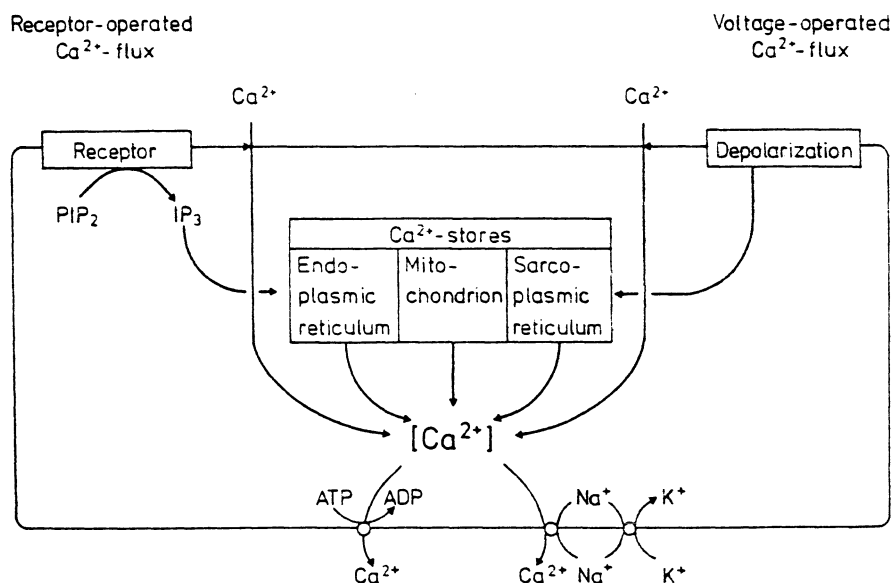 Receptor-operated
Ca²⁺-flux
Voltage-operated
Ca²⁺-flux
Ca²⁺
Ca²⁺
Receptor
Depolarization
PIP₂
IP₃
Ca²⁺-stores
Endo-
plasmic
reticulum
Mito-
chondrion
Sarco-
plasmic
reticulum
[Ca²⁺]
ATP
ADP
Na⁺
K⁺
Ca²⁺
Ca²⁺
Na⁺
K⁺